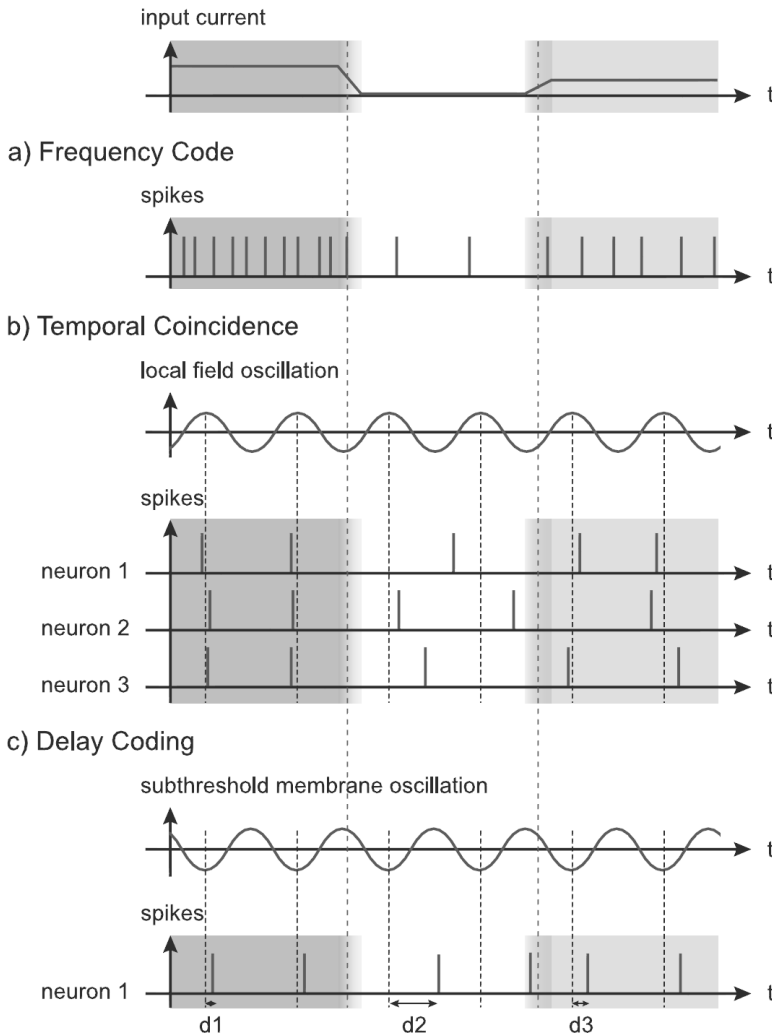 input current
t
a) Frequency Code
spikes
t
b) Temporal Coincidence
local field oscillation
t
spikes
neuron 1
t
neuron 2
t
neuron 3
t
c) Delay Coding
subthreshold membrane oscillation
t
spikes
neuron 1
t
d1 d2 d3